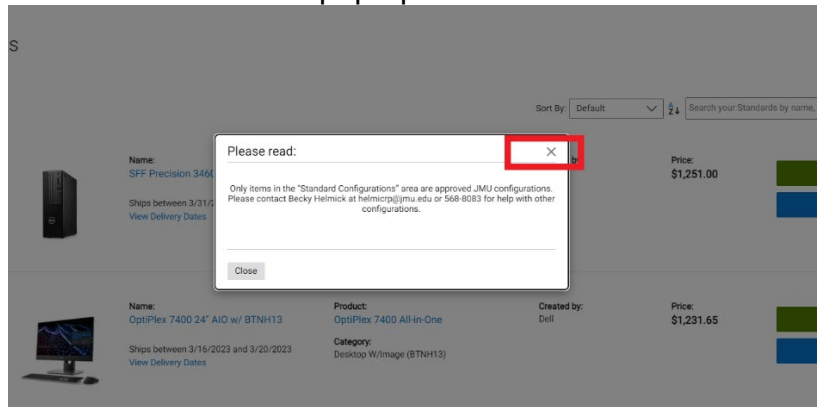 S
Sort By: Default
Search your Standards by name,
Please read:
Only items in the "Standard Configurations" area are approved JMU configurations.
Please contact Becky Helmick at helmicrp@jmu.edu or 568-8083 for help with other
configurations.
Close
Name:
SFF Precision 3460
Ships between 3/31/
View Delivery Dates
by:
Price:
$1,251.00
Name:
OptiPlex 7400 24" AIO w/ BTNH13
Ships between 3/16/2023 and 3/20/2023
View Delivery Dates
Product:
OptiPlex 7400 All-in-One
Category:
Desktop W/Image (BTNH13)
Created by:
Dell
Price:
$1,231.65